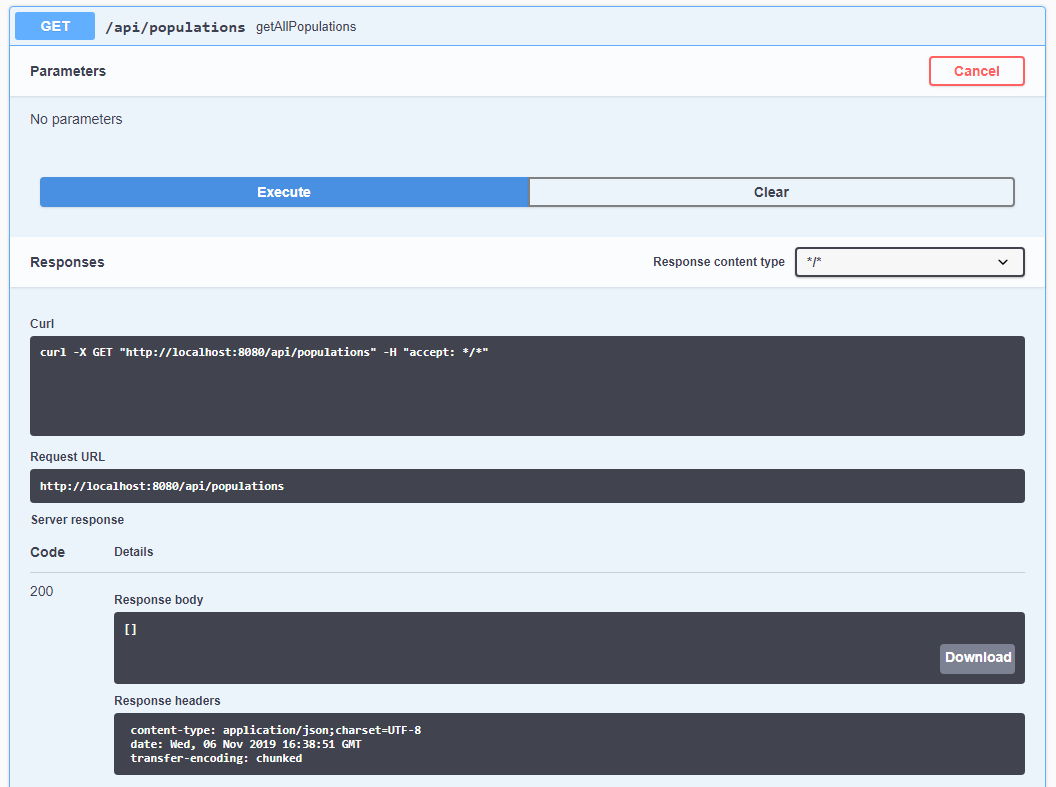 GET /api/populations getAllPopulations
Parameters Cancel
No parameters
Execute Clear
Responses Response content type */*
Curl
curl -X GET "http://localhost:8080/api/populations" -H "accept: */*"
Request URL
http://localhost:8080/api/populations
Server response
Code Details
200
Response body
[]
Download
Response headers
content-type: application/json;charset=UTF-8
date: Wed, 06 Nov 2019 16:38:51 GMT
transfer-encoding: chunked